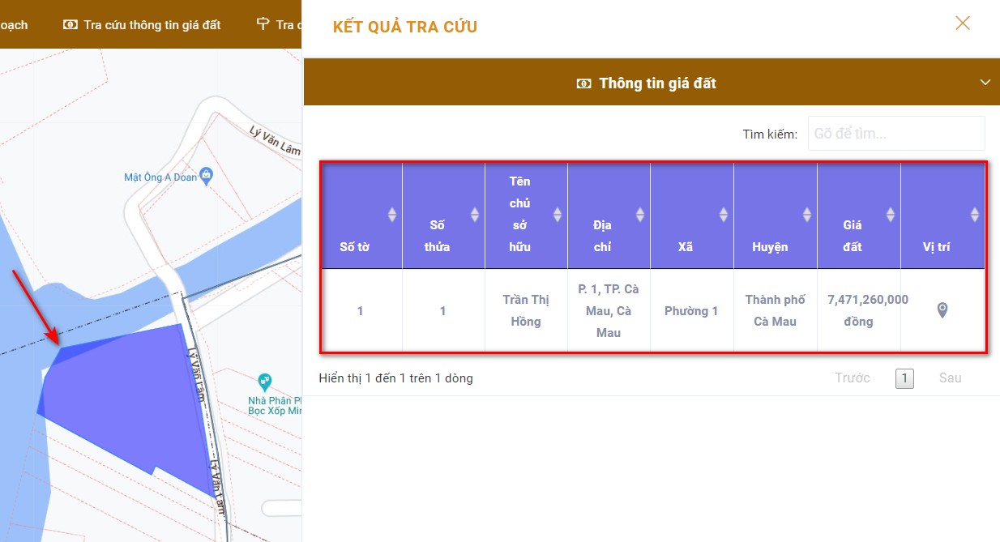 oạch
Tra cứu thông tin giá đất
Tra c
KẾT QUẢ TRA CỨU
Thông tin giá đất
Tìm kiếm:
Gõ để tìm...
Số tờ
Số
thửa
Tên
chủ
sở
hữu
Địa
chỉ
Xã
Huyện
Giá
đất
Vị trí
1
1
Trần Thị
Hồng
P. 1, TP. Cà
Mau, Cà
Mau
Phường 1
Thành phố
Cà Mau
7,471,260,000
đồng
Hiển thị 1 đến 1 trên 1 dòng
Trước
1
Sau
Lý Văn Lâm
Mật Ông A Doan
Lý Văn Lâm
Nhà Phân Ph
Bọc Xốp Min
Lý Văn Lâm